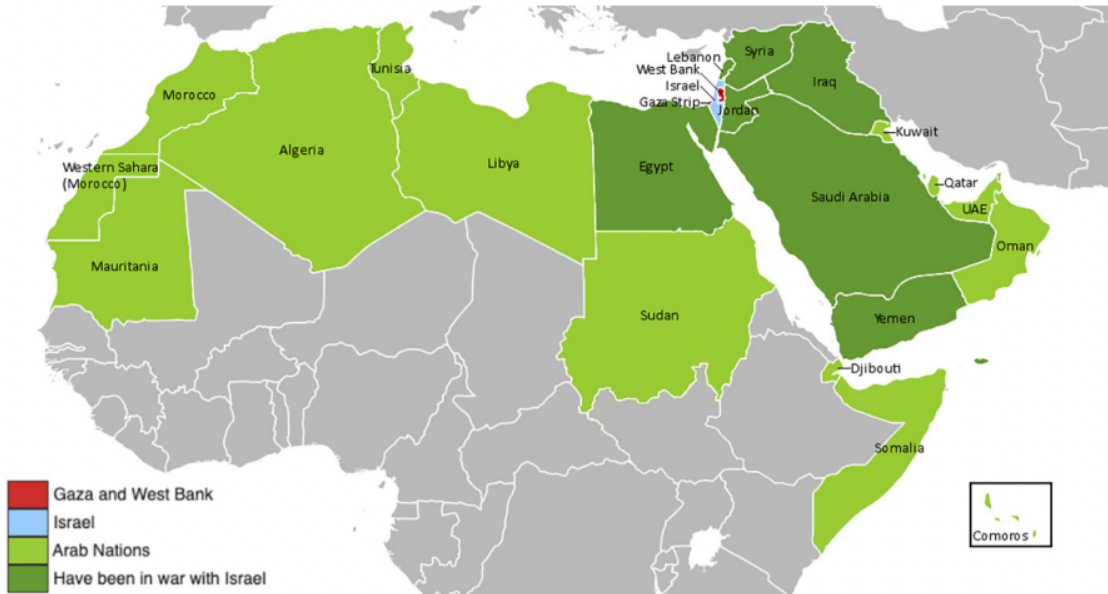 Lebanon
Syria
West Bank
Israel
Gaza Strip
Jordan
Iraq
Tunisia
Morocco
Kuwait
Algeria
Libya
Egypt
Western Sahara
(Morocco)
Qatar
Saudi Arabia
UAE
Oman
Mauritania
Sudan
Yemen
Djibouti
Somalia
Comoros
Gaza and West Bank
Israel
Arab Nations
Have been in war with Israel